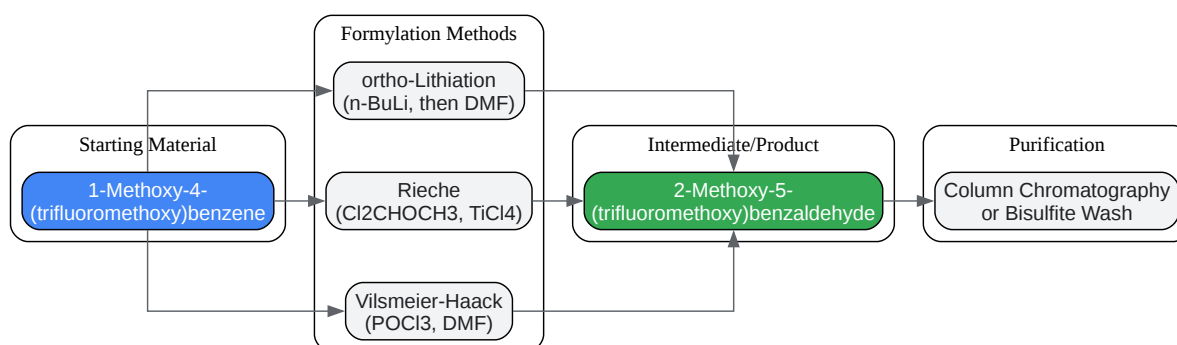 Formylation Methods
ortho-Lithiation
(n-BuLi, then DMF)
Starting Material
1-Methoxy-4-
(trifluoromethoxy)benzene
Rieche
(Cl2CHOCH3, TiCl4)
Vilsmeier-Haack
(POCl3, DMF)
Intermediate/Product
2-Methoxy-5-
(trifluoromethoxy)benzaldehyde
Purification
Column Chromatography
or Bisulfite Wash